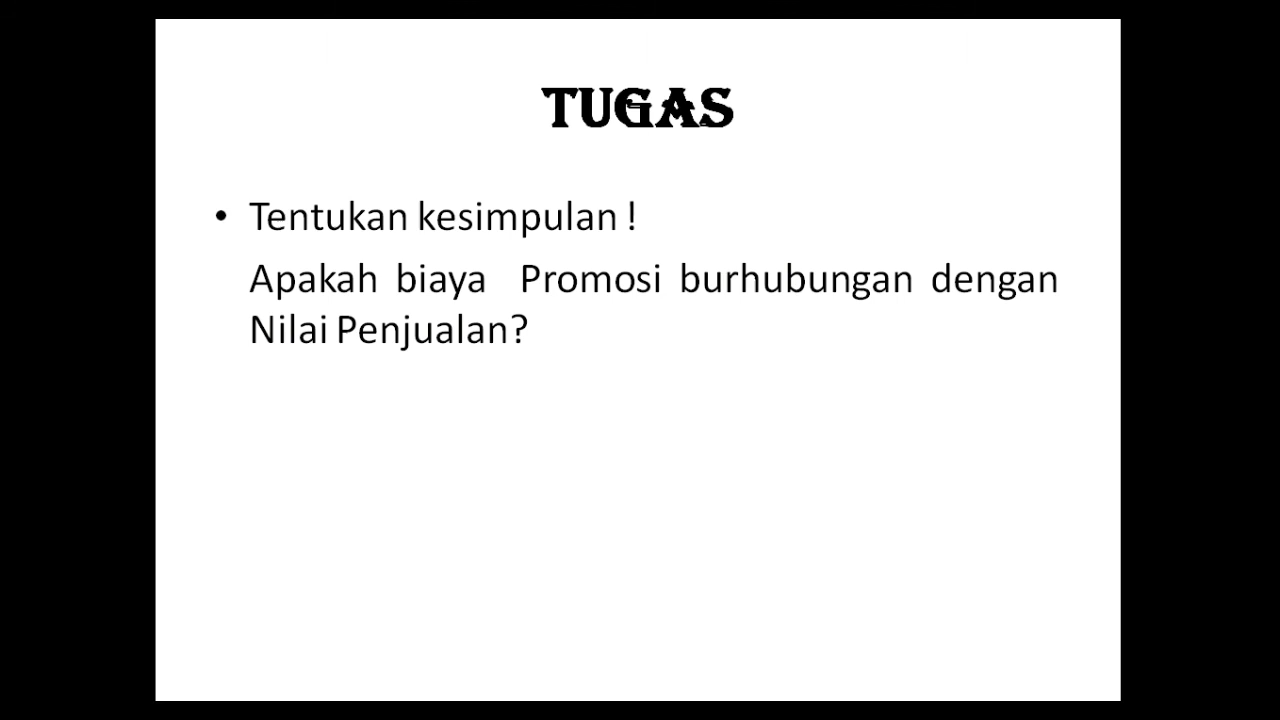 TUGAS
• Tentukan kesimpulan !
Apakah biaya Promosi burhubungan dengan
Nilai Penjualan?